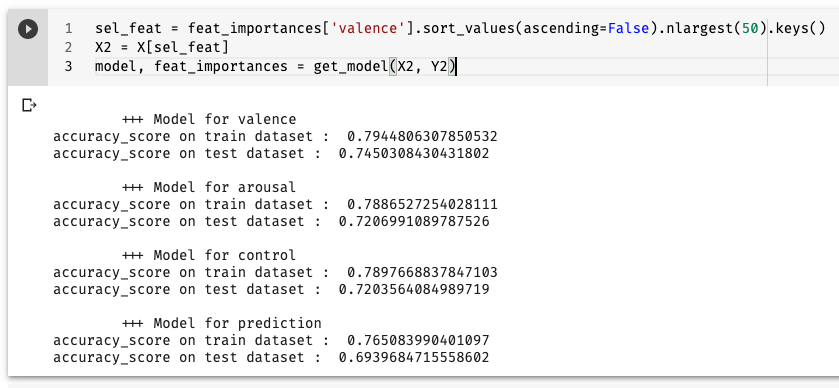 1 sel_feat = feat_importances['valence'].sort_values(ascending=False).nlargest(50).keys()
2 X2 = X[sel_feat]
3 model, feat_importances = get_model(X2, Y2)
+++ Model for valence
accuracy_score on train dataset :  0.7944806307850532
accuracy_score on test dataset :  0.7450308430431802
+++ Model for arousal
accuracy_score on train dataset :  0.7886527254028111
accuracy_score on test dataset :  0.7206991089787526
+++ Model for control
accuracy_score on train dataset :  0.7897668837847103
accuracy_score on test dataset :  0.7203564084989719
+++ Model for prediction
accuracy_score on train dataset :  0.765083990401097
accuracy_score on test dataset :  0.6939684715558602